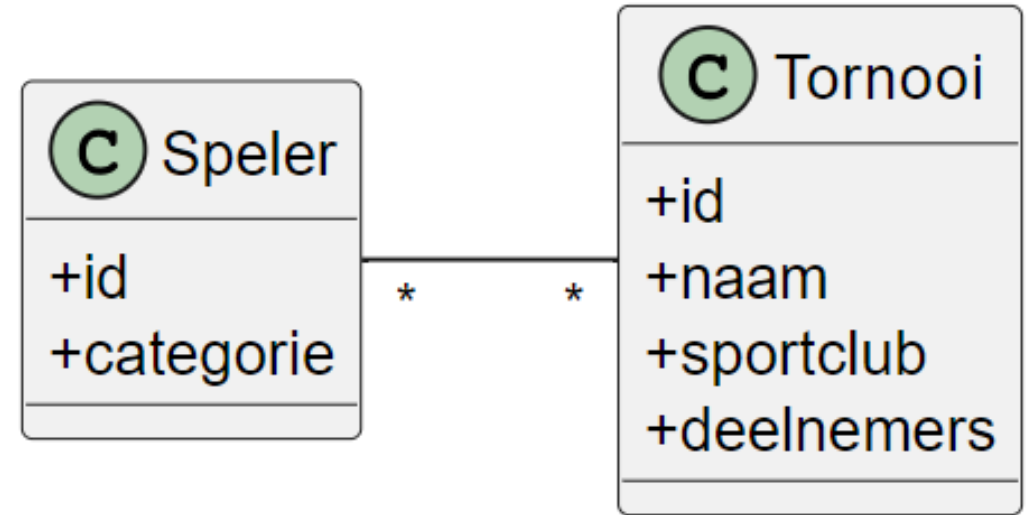 C Speler
+id
+categorie
* *
C Tornooi
+id
+naam
+sportclub
+deelnemers